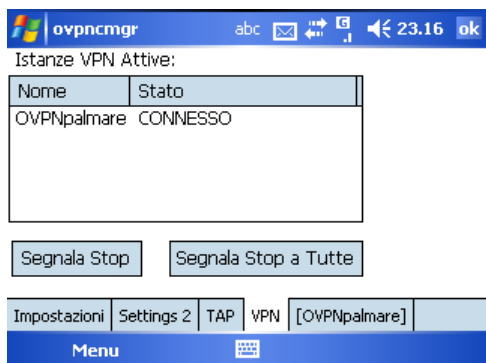 ovpncmgr abc G 23.16 ok
Istanze VPN Attive:
Nome Stato
OVPNpalmare CONNESSO
Segnala Stop Segnala Stop a Tutte
Impostazioni Settings 2 TAP VPN [OVPNpalmare]
Menu